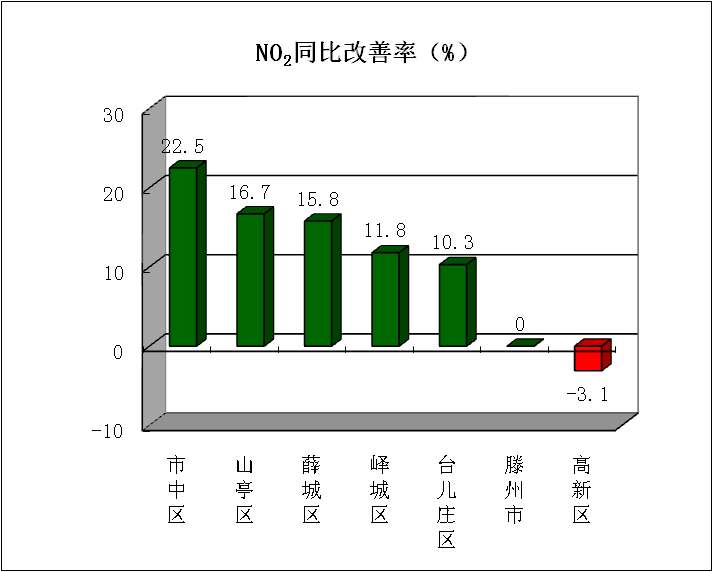 NO₂同比改善率（%）
30
20
10
0
-10
22.5
16.7
15.8
11.8
10.3
0
-3.1
市中区
山亭区
薛城区
峄城区
台儿庄区
滕州市
高新区